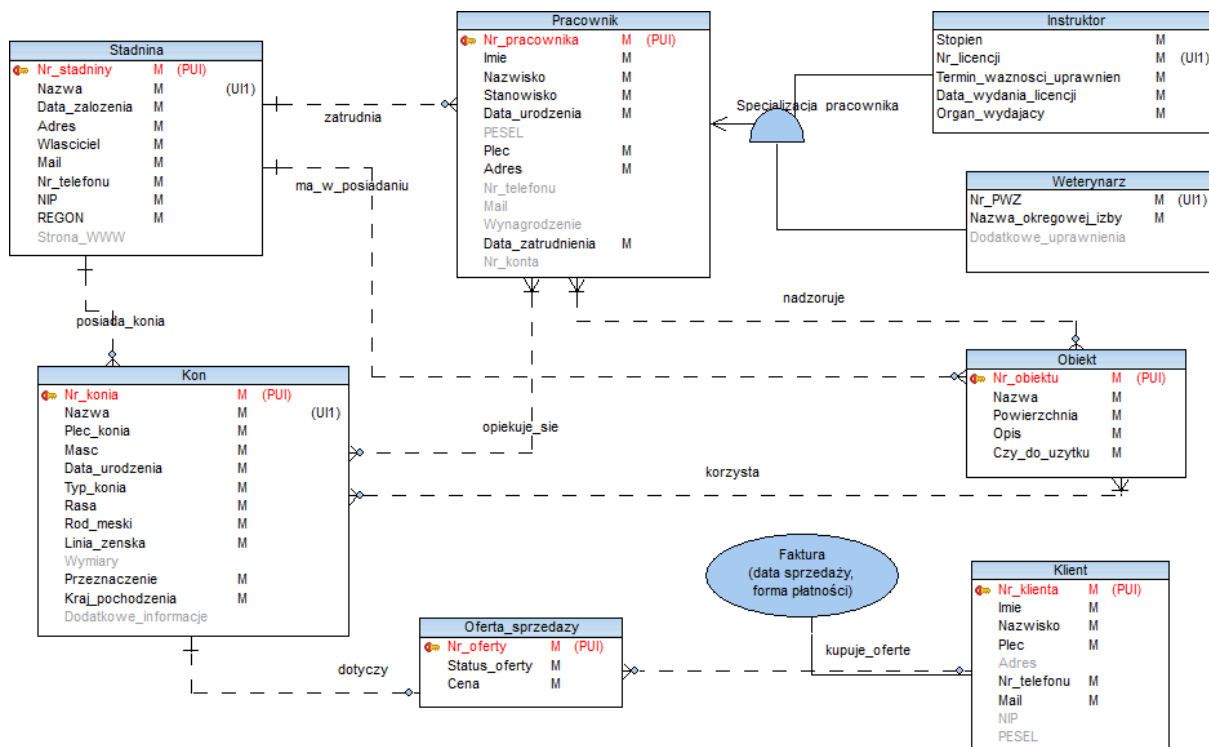 Stadnina
Nr_stadniny M (PUI)
Nazwa M (UI1)
Data_zalozenia M
Adres M
Wlasciciel M
Mail M
Nr_telefonu M
NIP M
REGON M
Strona_WWW
Pracownik
Nr_pracownika M (PUI)
Imie M
Nazwisko M
Stanowisko M
Data_urodzenia M
PESEL
Plec M
Adres M
Nr_telefonu
Mail
Wynagrodzenie
Data_zatrudnienia M
Nr_konta
Instruktor
Stopien M
Nr_licencji M (UI1)
Termin_waznosci_uprawnien M
Data_wydania_licencji M
Organ_wydajacy M
Specjalizacja_pracownika
Weterynarz
Nr_PWZ M (UI1)
Nazwa_okregowej_izby M
Dodatkowe_uprawnienia
zatrudnia
ma_w_posiadaniu
posiada_konia
nadzoruje
opiekuje_sie
korzysta
Kon
Nr_konia M (PUI)
Nazwa M (UI1)
Plec_konia M
Masc M
Data_urodzenia M
Typ_konia M
Rasa M
Rod_meski M
Linia_zenska M
Wymiary
Przeznaczenie M
Kraj_pochodzenia M
Dodatkowe_informacje
Obiekt
Nr_obiektu M (PUI)
Nazwa M
Powierzchnia M
Opis M
Czy_do_uzytku M
Faktura
(data sprzedaży,
forma płatności)
Klient
Nr_klienta M (PUI)
Imie M
Nazwisko M
Plec M
Adres
Nr_telefonu M
Mail M
NIP
PESEL
Oferta_sprzedazy
Nr_oferty M (PUI)
Status_oferty M
Cena M
dotyczy
kupuje_oferte